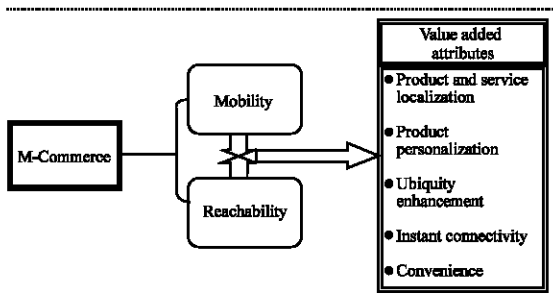 Value added
attributes
M-Commerce
Mobility
Reachability
● Product and service
localization
● Product
personalization
● Ubiquity
enhancement
● Instant connectivity
● Convenience